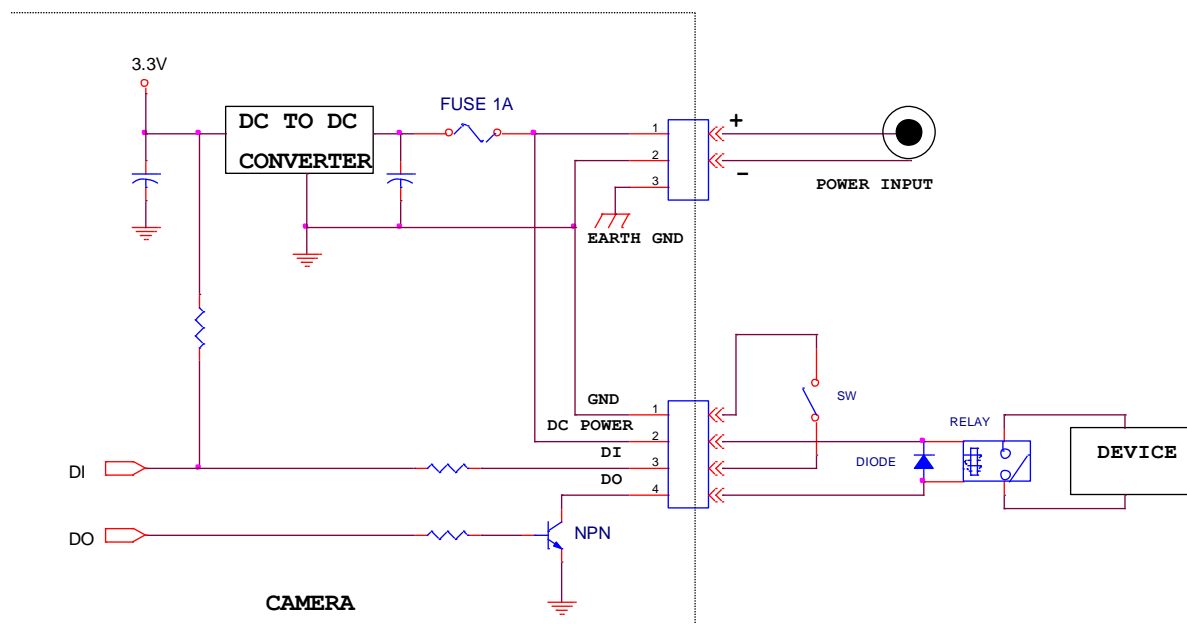 3.3V
FUSE 1A
DC TO DC
CONVERTER
1
2
3
+
-
POWER INPUT
EARTH GND
GND
DC POWER
DI
DO
1
2
3
4
SW
RELAY
DIODE
DEVICE
DI
DO
NPN
CAMERA